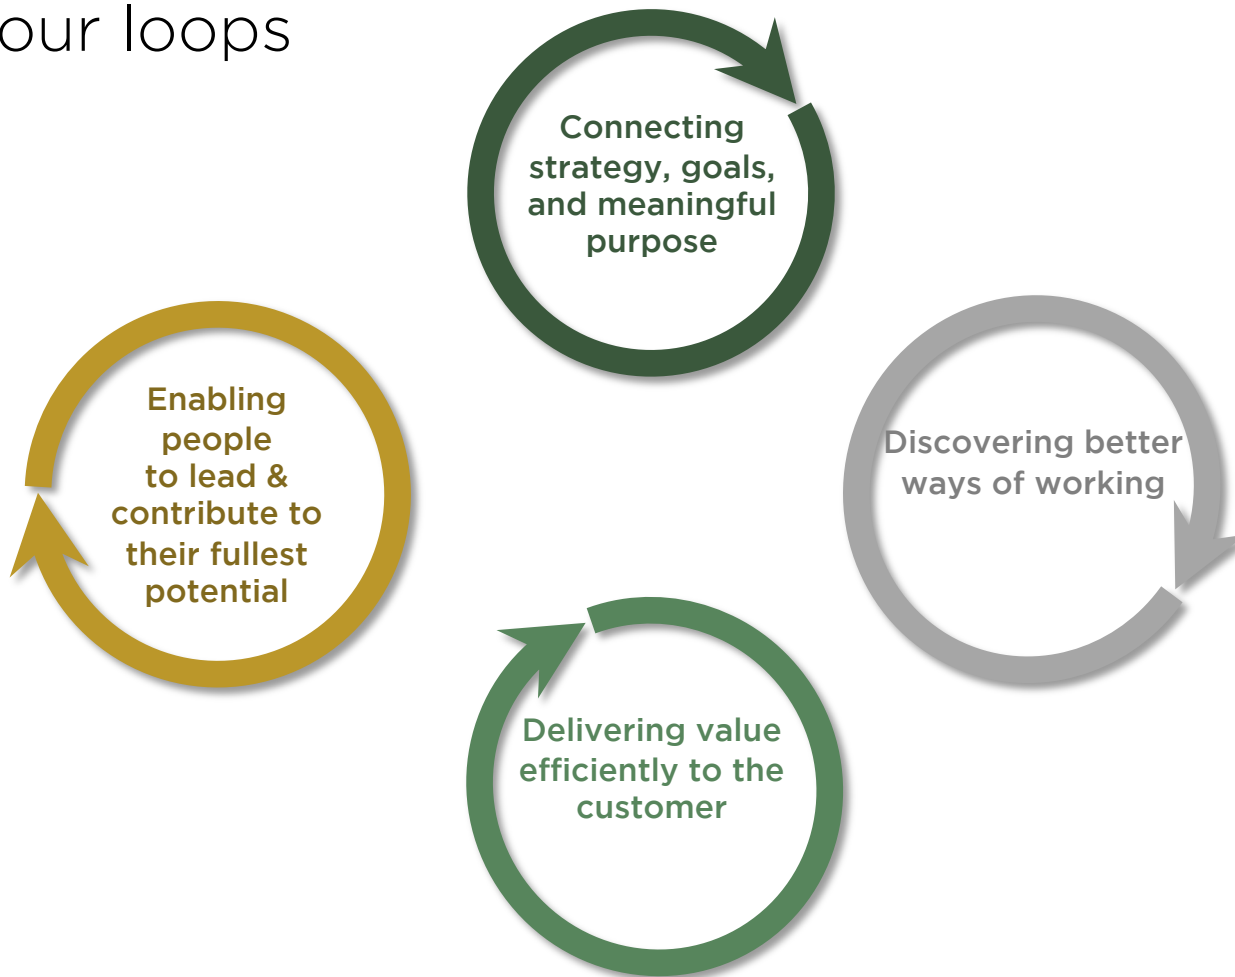 our loops
Connecting
strategy, goals,
and meaningful
purpose
Enabling
people
to lead &
contribute to
their fullest
potential
Discovering better
ways of working
Delivering value
efficiently to the
customer